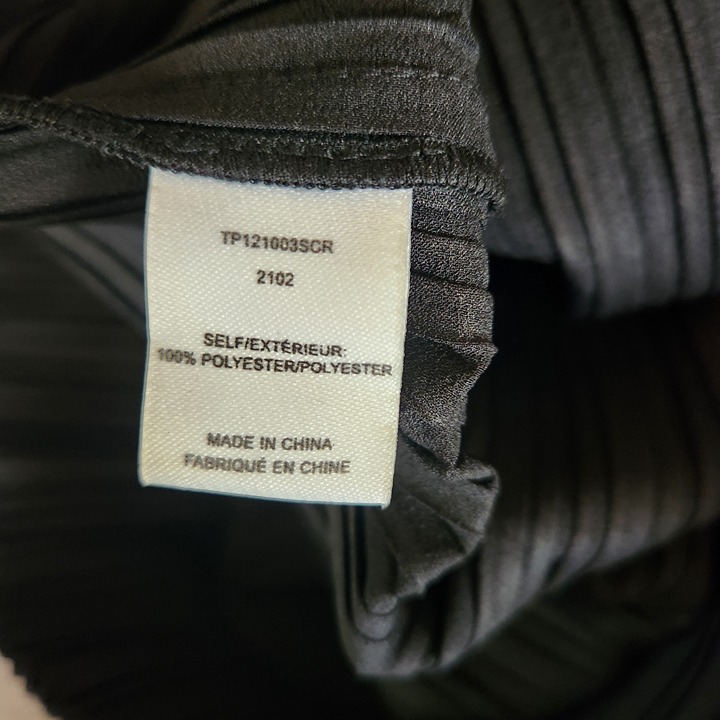 TP121003SCR
2102
SELF/EXTÉRIEUR:
100% POLYESTER/POLYESTER
MADE IN CHINA
FABRIQUÉ EN CHINE